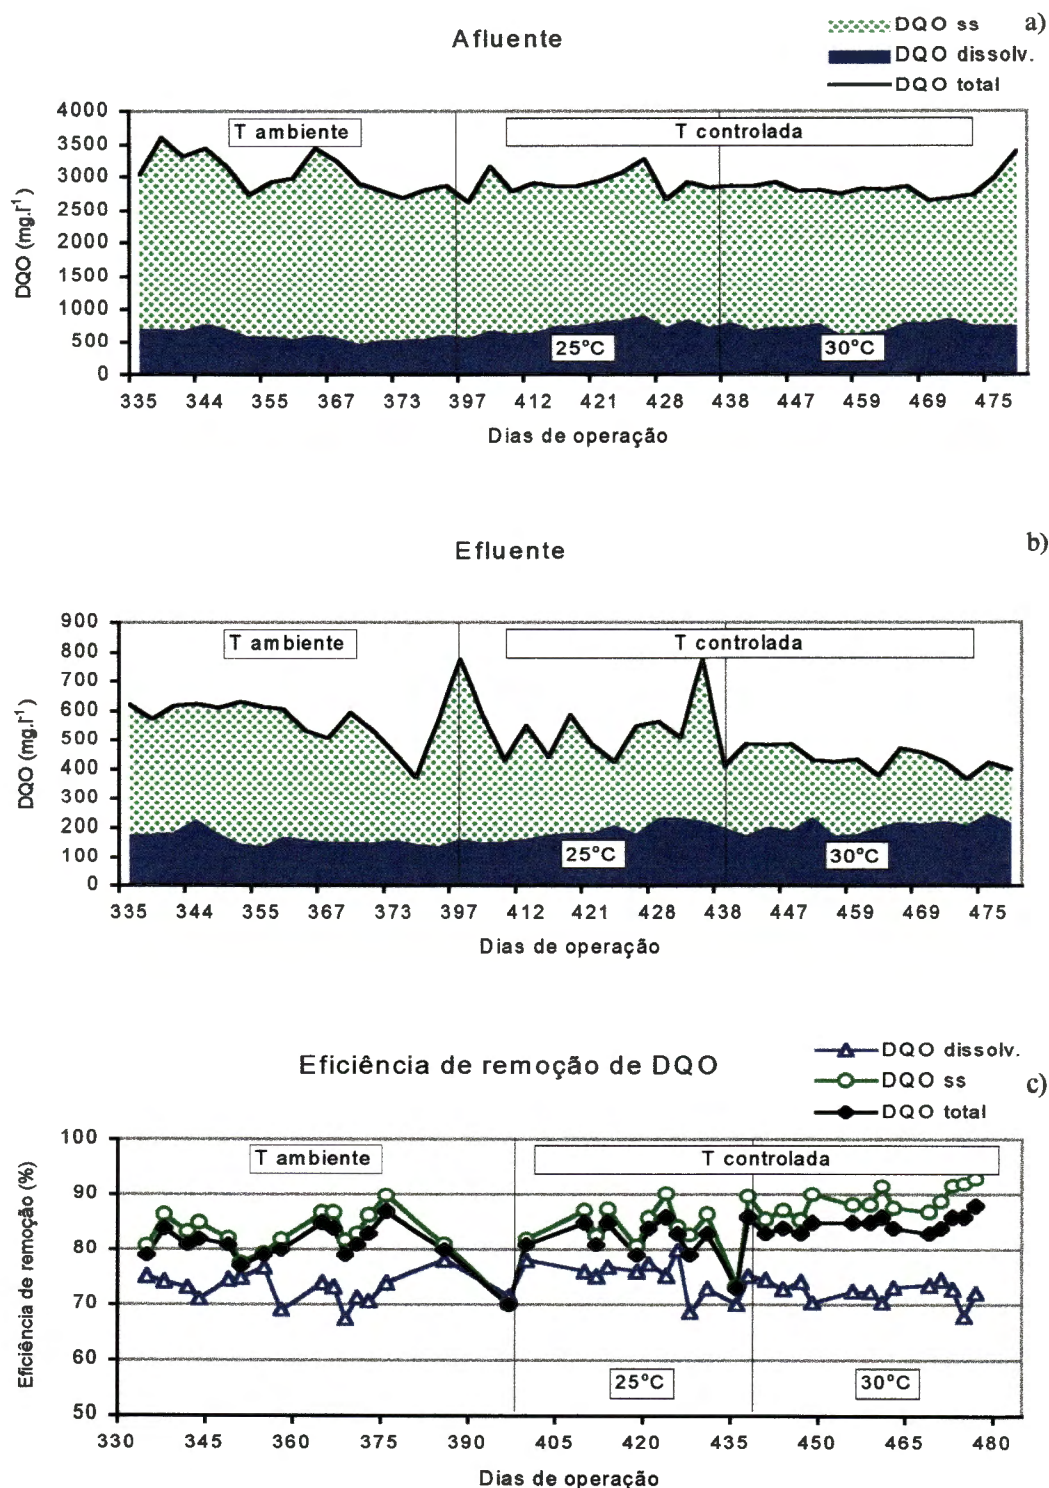 Afluente
a)
DQO ss
DQO dissolv.
DQO total
4000
3500
3000
2500
2000
1500
1000
500
0
DQO (mg.l⁻¹)
T ambiente
T controlada
25°C
30°C
335 344 355 367 373 397 412 421 428 438 447 459 469 475
Dias de operação
Efluente
b)
900
800
700
600
500
400
300
200
100
0
DQO (mg.l⁻¹)
T ambiente
T controlada
25°C
30°C
335 344 355 367 373 397 412 421 428 438 447 459 469 475
Dias de operação
Eficiência de remoção de DQO
c)
DQO dissolv.
DQO ss
DQO total
100
90
80
70
60
50
Eficiência de remoção (%)
T ambiente
T controlada
25°C
30°C
330 345 360 375 390 405 420 435 450 465 480
Dias de operação